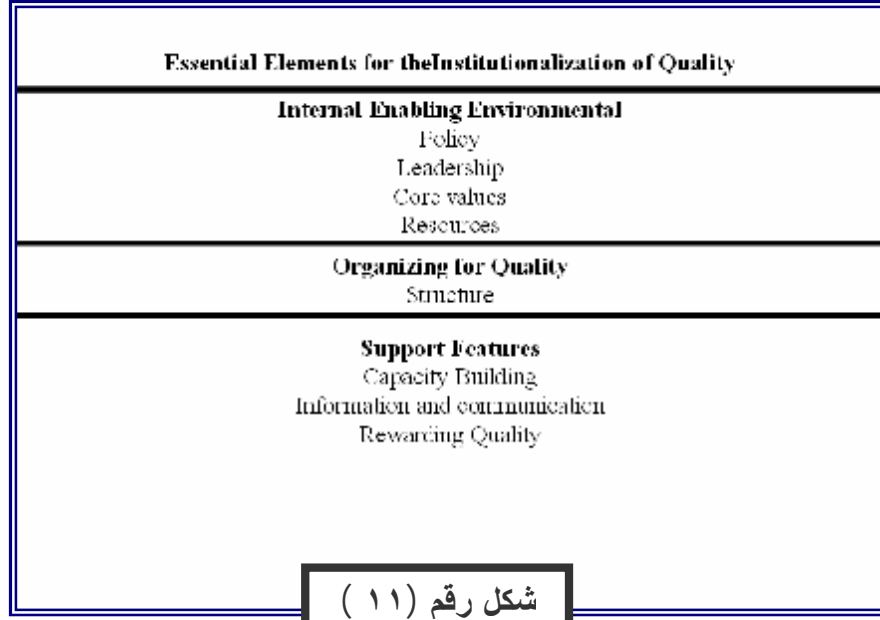 Essential Elements for theInstitutionalization of Quality
Internal Enabling Environmental
Policy
Leadership
Core values
Resources
Organizing for Quality
Structure
Support Features
Capacity Building
Information and communication
Rewarding Quality
شكل رقم (١١ )